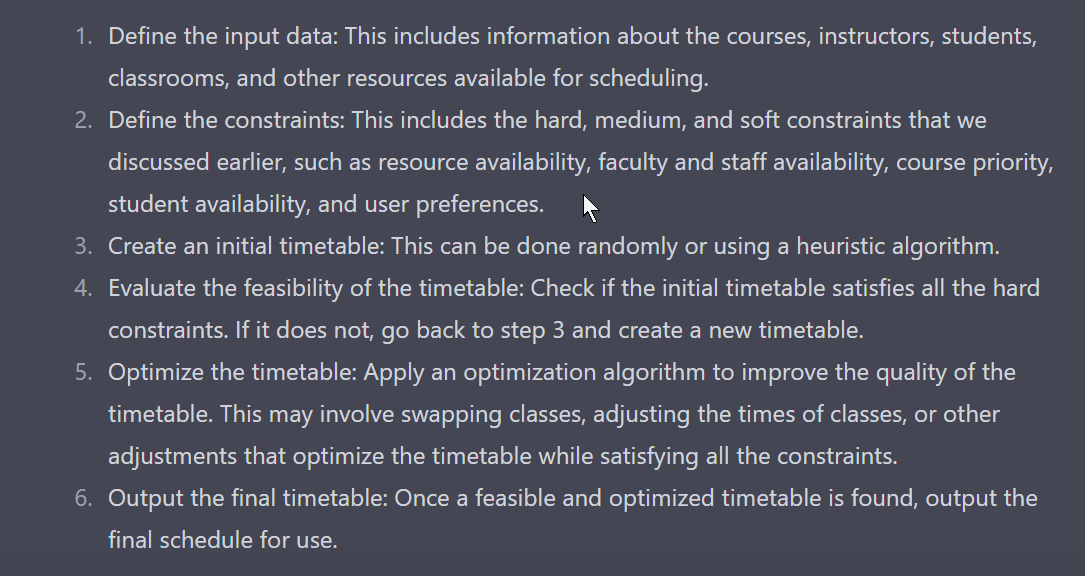 1. Define the input data: This includes information about the courses, instructors, students,
classrooms, and other resources available for scheduling.
2. Define the constraints: This includes the hard, medium, and soft constraints that we
discussed earlier, such as resource availability, faculty and staff availability, course priority,
student availability, and user preferences.
3. Create an initial timetable: This can be done randomly or using a heuristic algorithm.
4. Evaluate the feasibility of the timetable: Check if the initial timetable satisfies all the hard
constraints. If it does not, go back to step 3 and create a new timetable.
5. Optimize the timetable: Apply an optimization algorithm to improve the quality of the
timetable. This may involve swapping classes, adjusting the times of classes, or other
adjustments that optimize the timetable while satisfying all the constraints.
6. Output the final timetable: Once a feasible and optimized timetable is found, output the
final schedule for use.